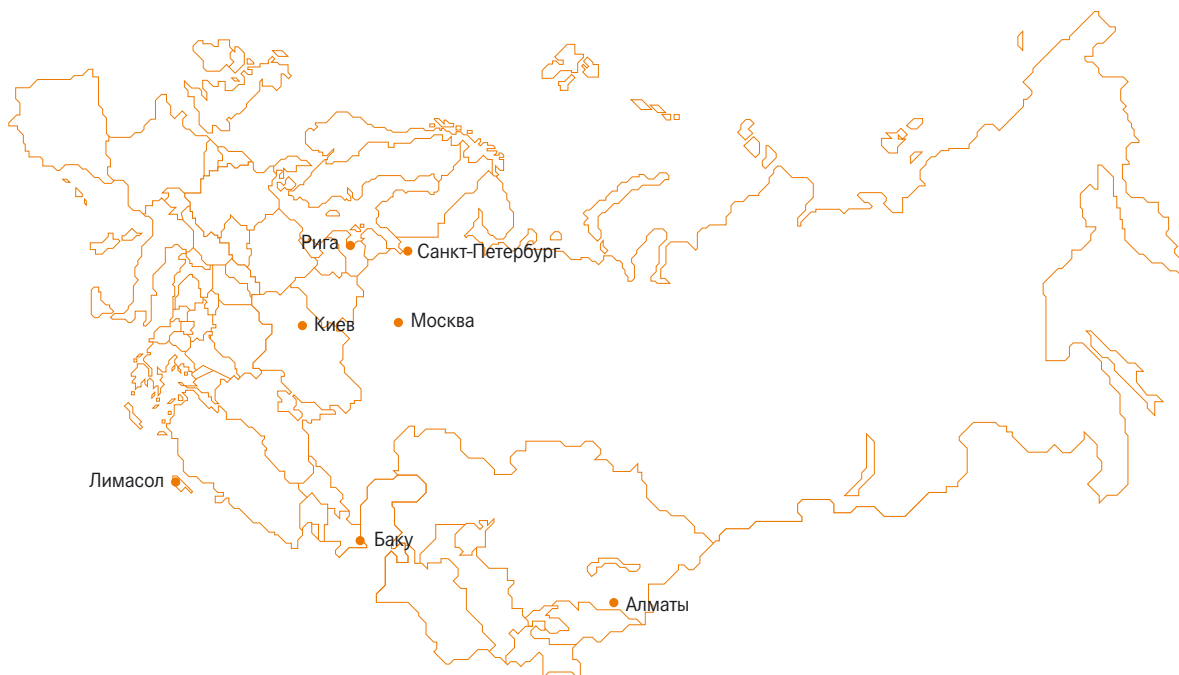 Рига
Санкт-Петербург
Киев
Москва
Лимасол
Баку
Алматы